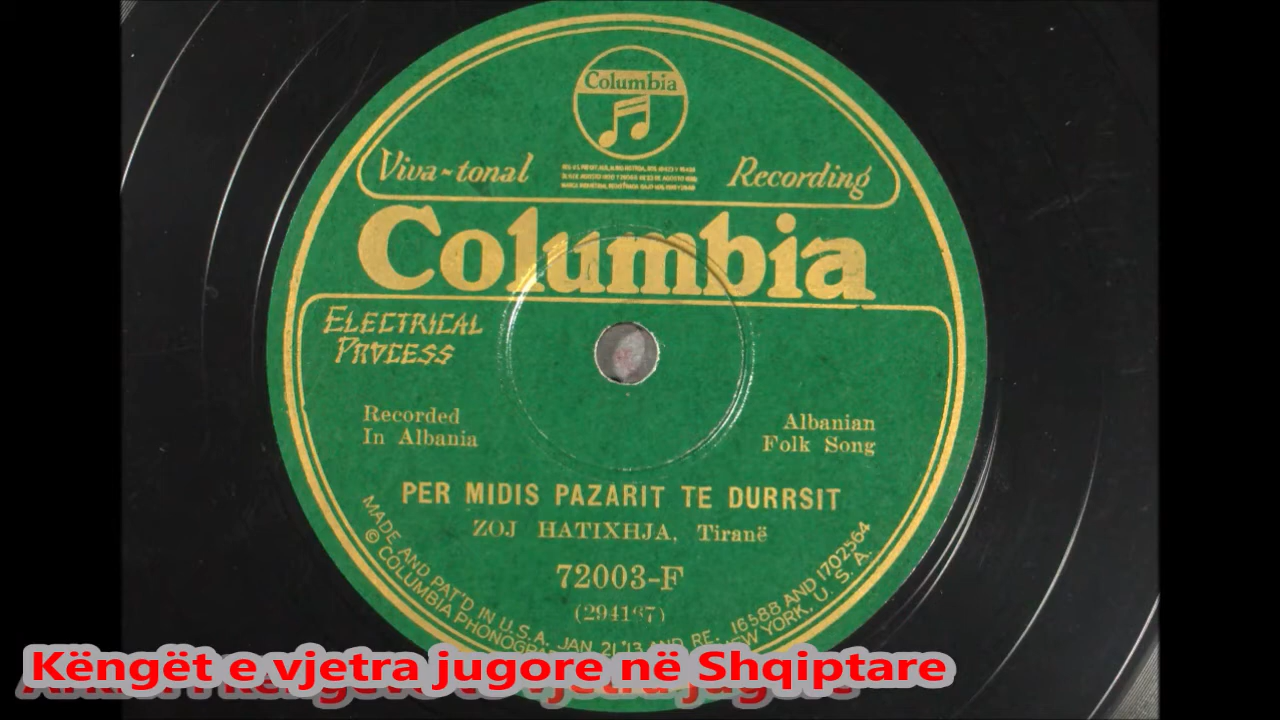 Columbia
Viva-tonal Recording
Columbia
ELECTRICAL
PROCESS
Recorded
In Albania
Albanian
Folk Song
PER MIDIS PAZARIT TE DURRSIT
ZOJ HATIXHJA, Tiranë
72003-F
MADE AND PAT'D IN U.S.A. JAN. 21, '13 AND RE. 16588 AND 1702564
© COLUMBIA NEW YORK, U. S. A.
Këngët e vjetra jugore në Shqiptare